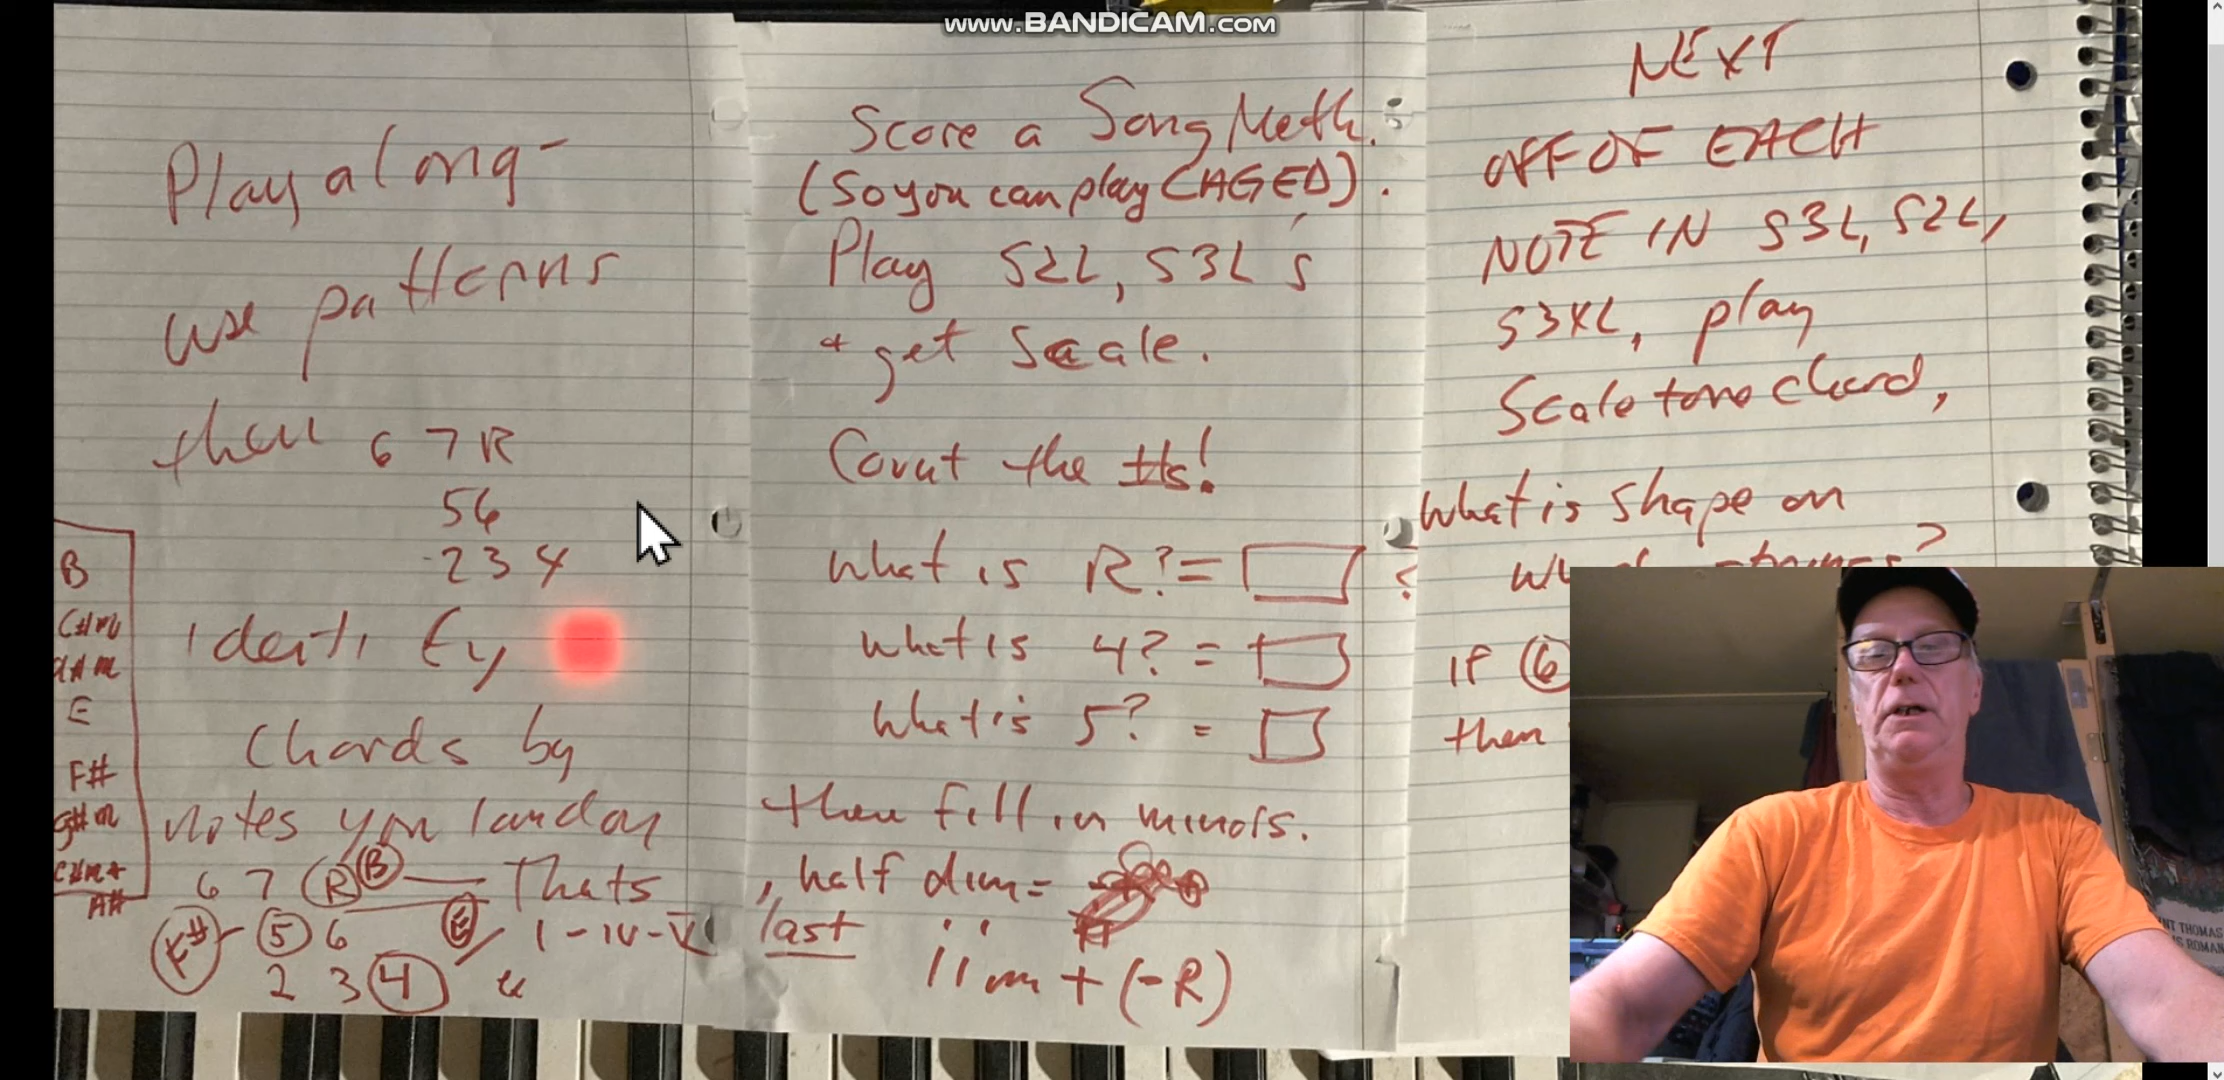 www.BANDICAM.com
Play along -
use patterns
then 6 7 R
56
-2 3 4
identify
Chords by
notes you land on
6 7 R B — Thats
F# - 5 6 E / 1 - IV - V
2 3 4 "
B
C#m
d#m
E
F#
g#m
C#m+
A#
Score a Song Meth.
(So you can play CAGED).
Play S2L, S3L's
+ get Scale.
Count the #s!
What is R? =
What is 4? =
What is 5? =
then fill in minors.
, half dim =
last iim + (-R)
NEXT
OFF OF EACH
NOTE IN S3L, S2L,
S3XL, play
Scale tone chord,
What is shape on
?
if 6
then
NT THOMAS
ROMAN